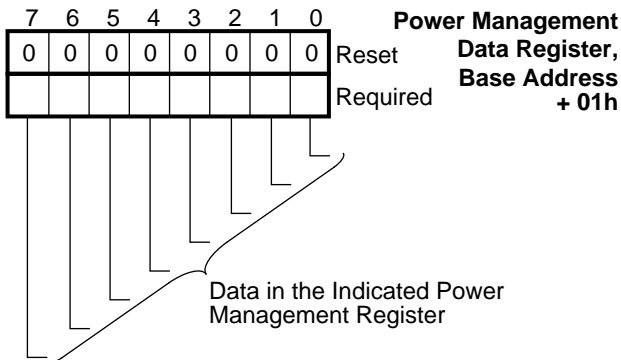 7 6 5 4 3 2 1 0
Power Management
Data Register,
Base Address
+ 01h
0 0 0 0 0 0 0 0 Reset
Required
Data in the Indicated Power
Management Register